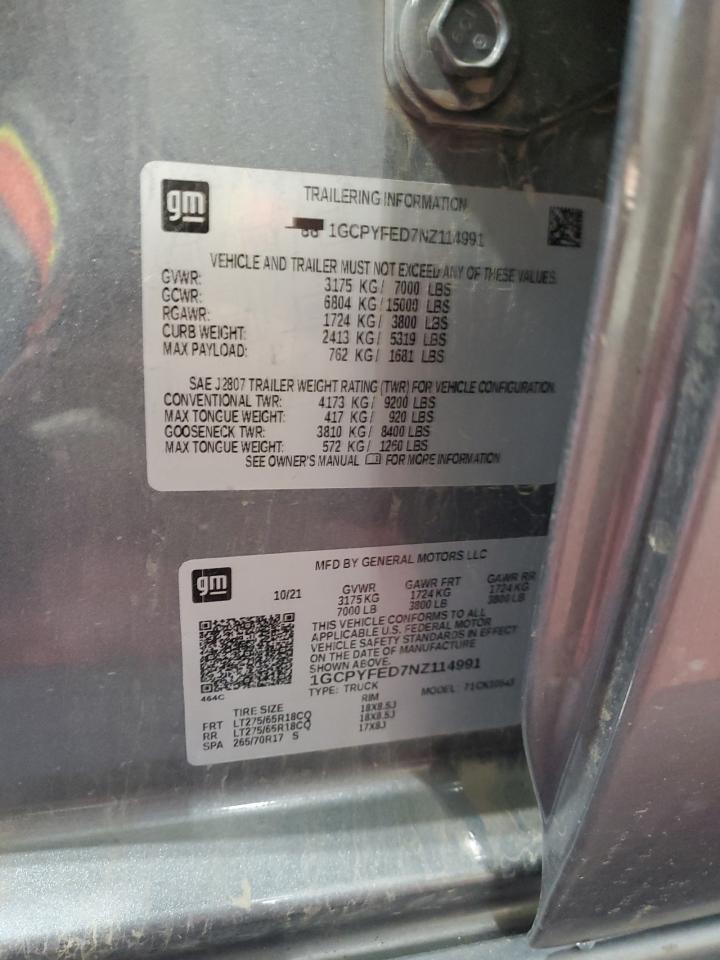 gm
TRAILERING INFORMATION
1GCPYFED7NZ114991
VEHICLE AND TRAILER MUST NOT EXCEED ANY OF THESE VALUES.
GVWR: 3175 KG/ 7000 LBS
GCWR: 6804 KG/ 15000 LBS
RGAWR: 1724 KG/ 3800 LBS
CURB WEIGHT: 2413 KG/ 5319 LBS
MAX PAYLOAD: 762 KG/ 1681 LBS
SAE J2807 TRAILER WEIGHT RATING (TWR) FOR VEHICLE CONFIGURATION
CONVENTIONAL TWR: 4173 KG/ 9200 LBS
MAX TONGUE WEIGHT: 417 KG/ 920 LBS
GOOSENECK TWR: 3810 KG/ 8400 LBS
MAX TONGUE WEIGHT: 572 KG/ 1260 LBS
SEE OWNER'S MANUAL FOR MORE INFORMATION
gm
MFD BY GENERAL MOTORS LLC
10/21 GVWR GAWR FRT GAWR RR
3175 KG 1724 KG 1724 KG
7000 LB 3800 LB 3800 LB
THIS VEHICLE CONFORMS TO ALL
APPLICABLE U.S. FEDERAL MOTOR
VEHICLE SAFETY STANDARDS IN EFFECT
ON THE DATE OF MANUFACTURE
SHOWN ABOVE.
1GCPYFED7NZ114991
464C
TYPE: TRUCK MODEL:
TIRE SIZE RIM
FRT LT275/65R18CQ 18X8.5J
RR LT275/65R18CQ 18X8.5J
SPA 265/70R17 S 17X8J